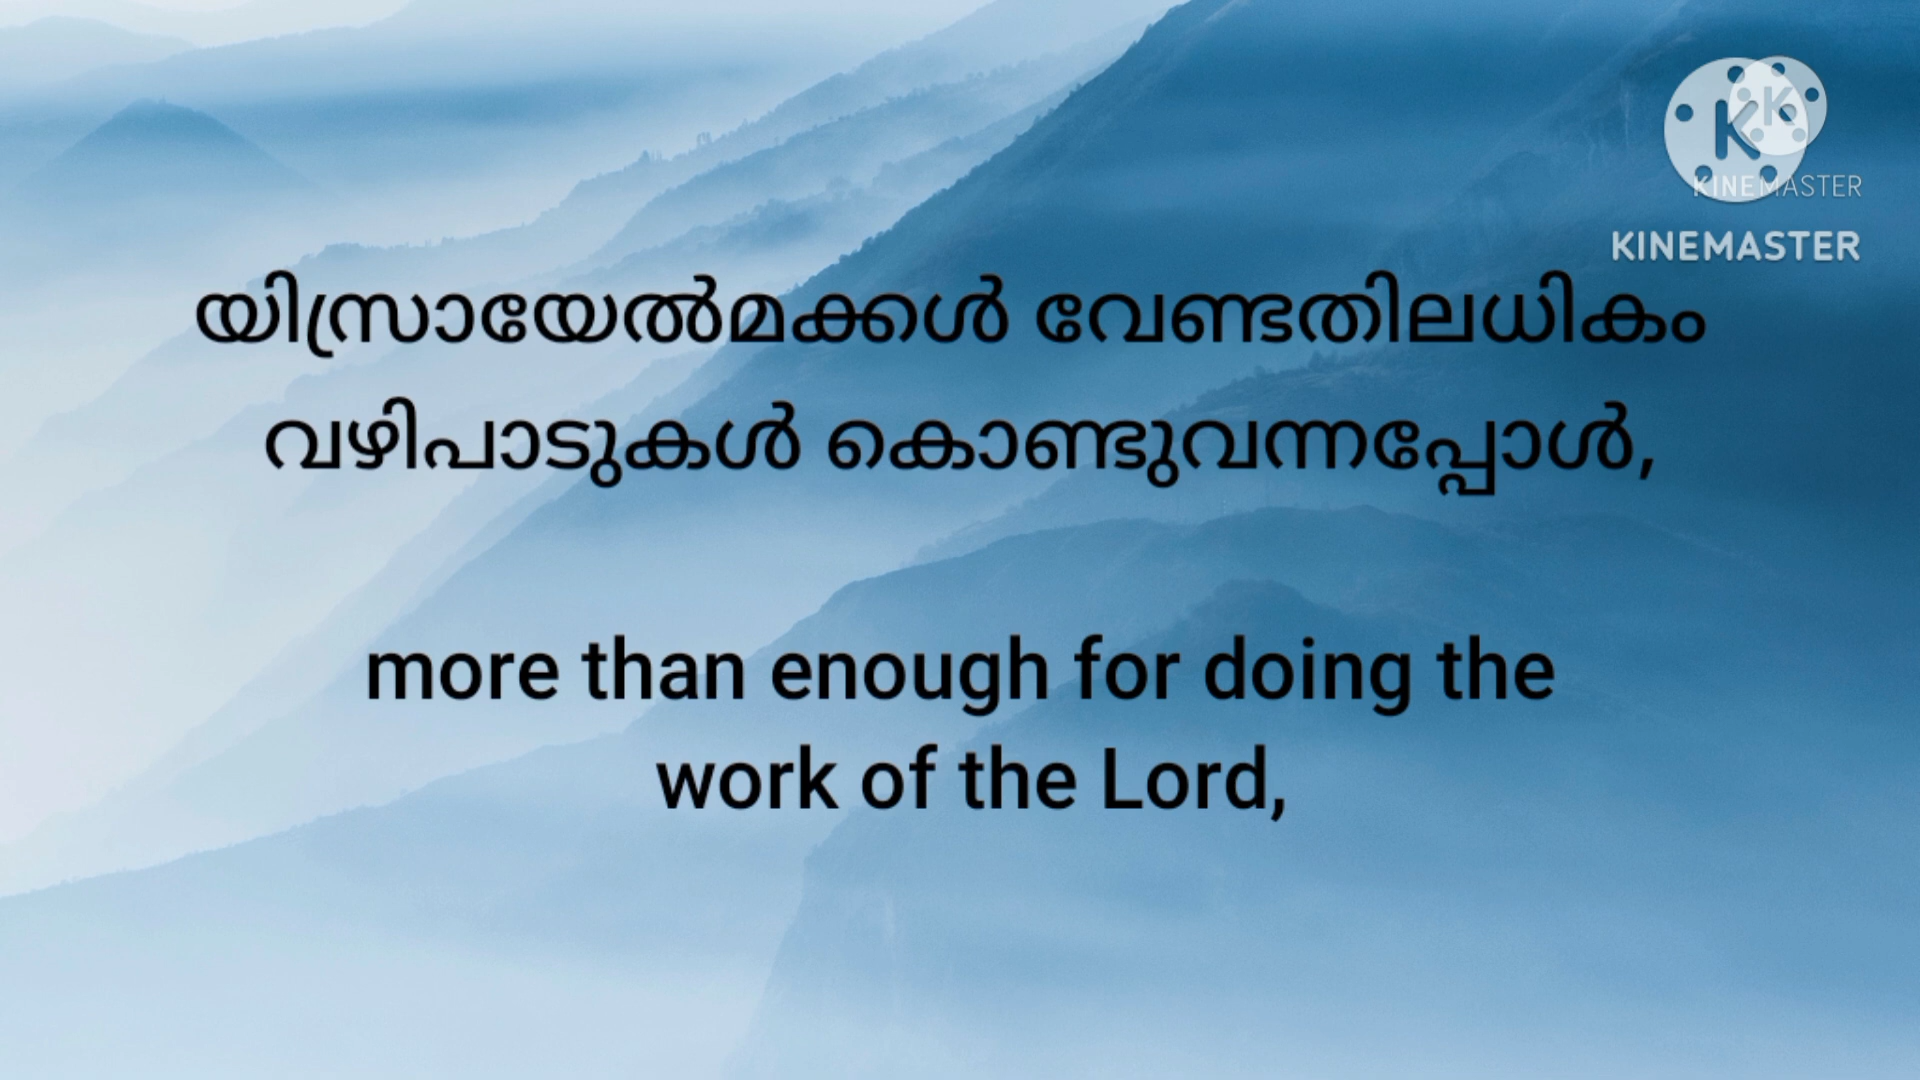 K
K
KINEMASTER
KINEMASTER
യിസ്രായേൽമക്കൾ വേണ്ടതിലധികം
വഴിപാടുകൾ കൊണ്ടുവന്നപ്പോൾ,
more than enough for doing the
work of the Lord,